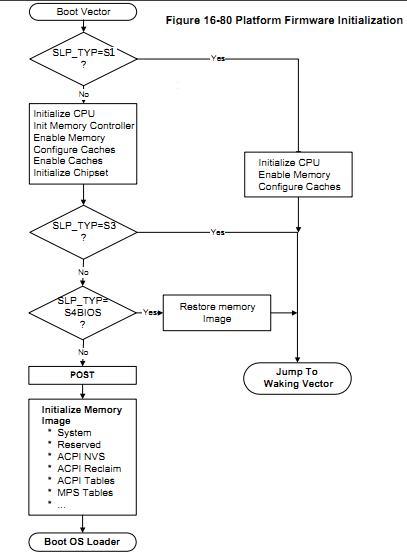 Boot Vector
Figure 16-80 Platform Firmware Initialization
SLP_TYP=S1
?
Yes
No
Initialize CPU
Init Memory Controller
Enable Memory
Configure Caches
Enable Caches
Initialize Chipset
Initialize CPU
Enable Memory
Configure Caches
SLP_TYP=S3
?
Yes
No
SLP_TYP=
S4BIOS
?
Yes
Restore memory
Image
No
POST
Jump To
Waking Vector
Initialize Memory
Image
* System
* Reserved
* ACPI NVS
* ACPI Reclaim
* ACPI Tables
* MPS Tables
* ...
Boot OS Loader